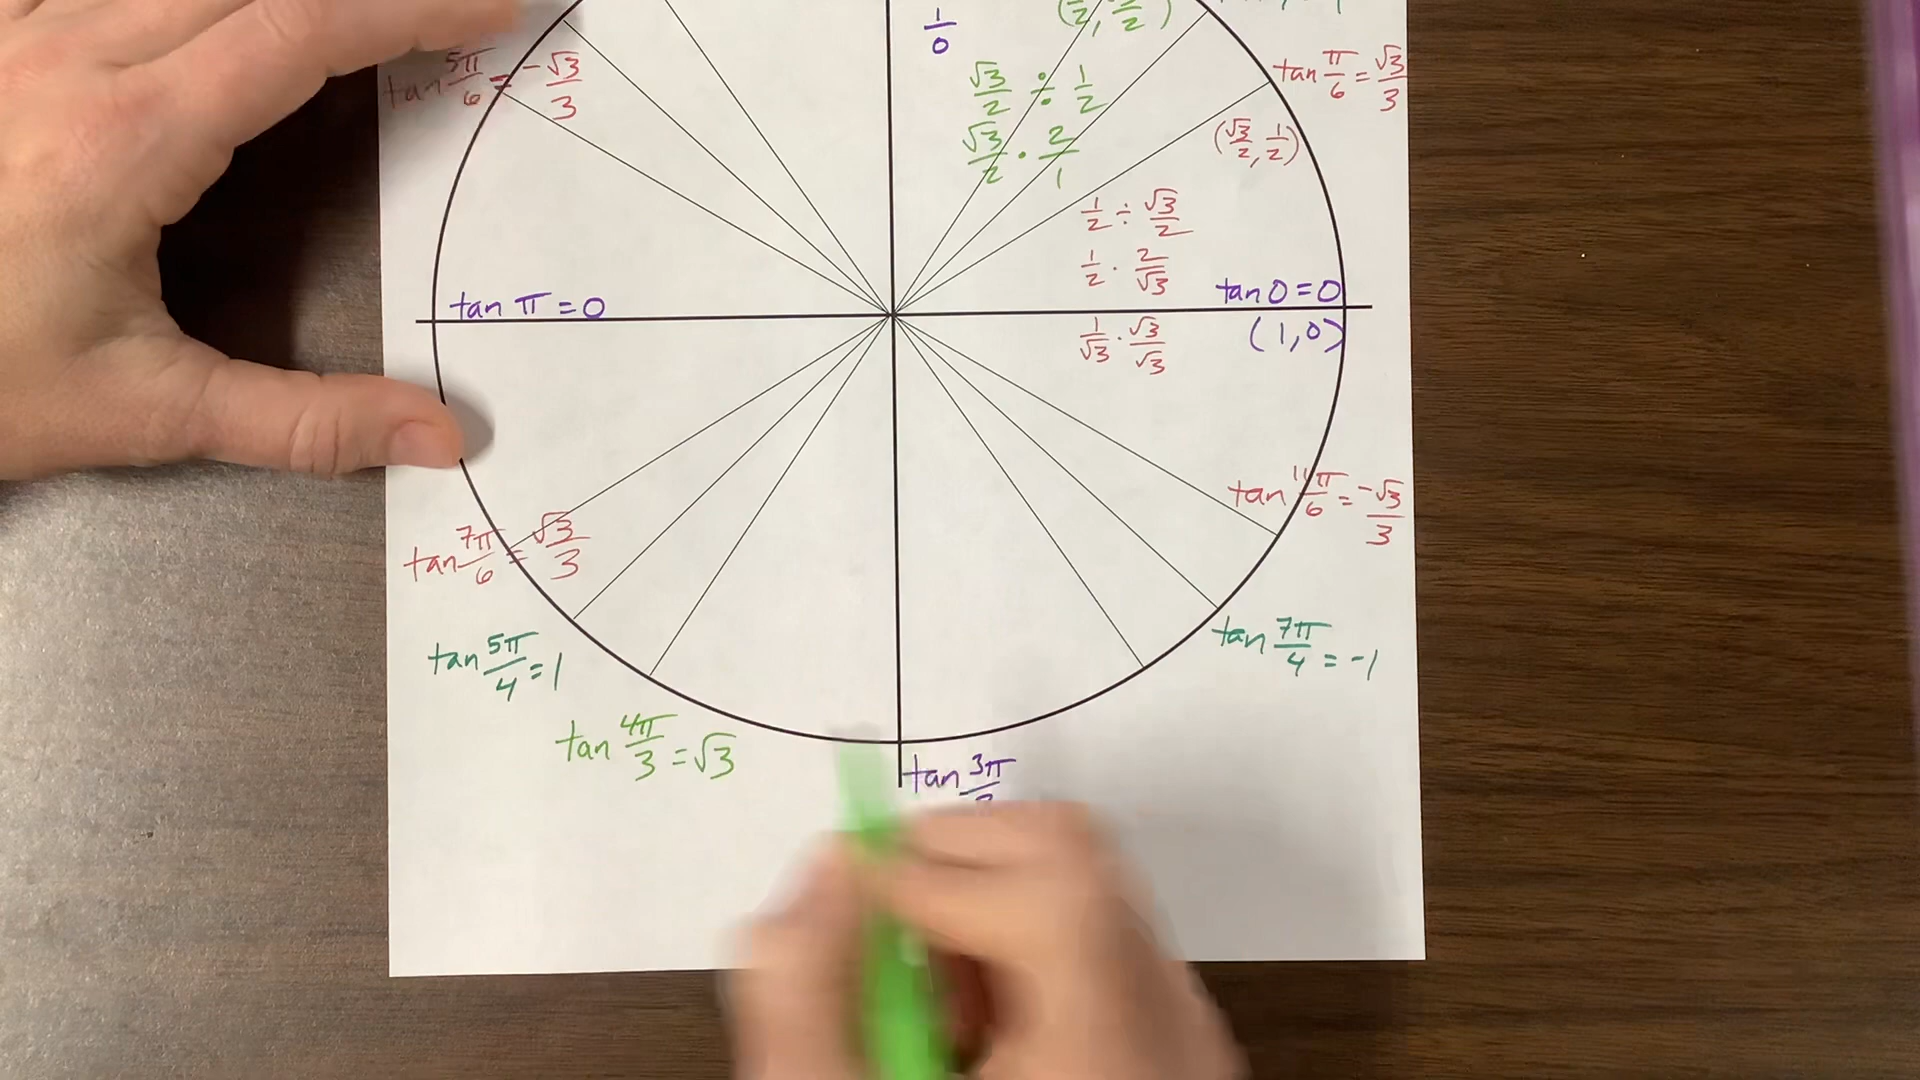 1/0
√3/2 ÷ 1/2
√3/2 · 2/1
tan 5π/6 = -√3/3
tan π/6 = √3/3
(√3/2, 1/2)
1/2 ÷ √3/2
1/2 · 2/√3
tan π = 0
tan 0 = 0
(1,0)
1/√3 · √3/√3
tan 11π/6 = -√3/3
tan 7π/6 = √3/3
tan 5π/4 = 1
tan 7π/4 = -1
tan 4π/3 = √3
tan 3π